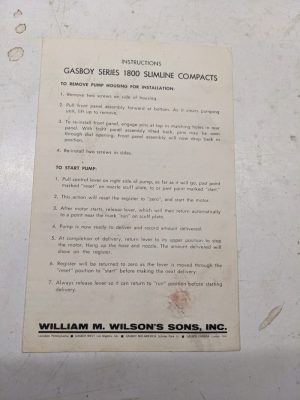 INSTRUCTIONS
GASBOY SERIES 1800 SLIMLINE COMPACTS
TO REMOVE PUMP HOUSING FOR INSTALLATION:
1. Remove two screws on side of housing.
2. Pull front panel assembly forward at bottom. As it clears pumping
unit, lift up to remove.
3. To re-install front panel, engage pins at top in matching holes in rear
panel. With front panel assembly tilted back, pins may be seen
through dial opening. Front panel assembly will now drop back in
position.
4. Re-install two screws in sides.
TO START PUMP:
1. Pull control lever on right side of pump, as far as it will go, past point
marked "reset" on nozzle scuff plate, to or past point marked "start".
2. This action will reset the register to "zero", and start the motor.
3. After motor starts, release lever, which will then return automatically
to a point near the mark "run" on scuff plate.
4. Pump is now ready to deliver and record amount delivered.
5. At completion of delivery, return lever to its upper position to stop
the motor. Hang up the hose and nozzle. The amount delivered will
show on the register.
6. Register will be returned to zero as the lever is moved through the
"reset" position to "start" before making the next delivery.
7. Always release lever so it can return to "run" position before starting
delivery.
WILLIAM M. WILSON'S SONS, INC.